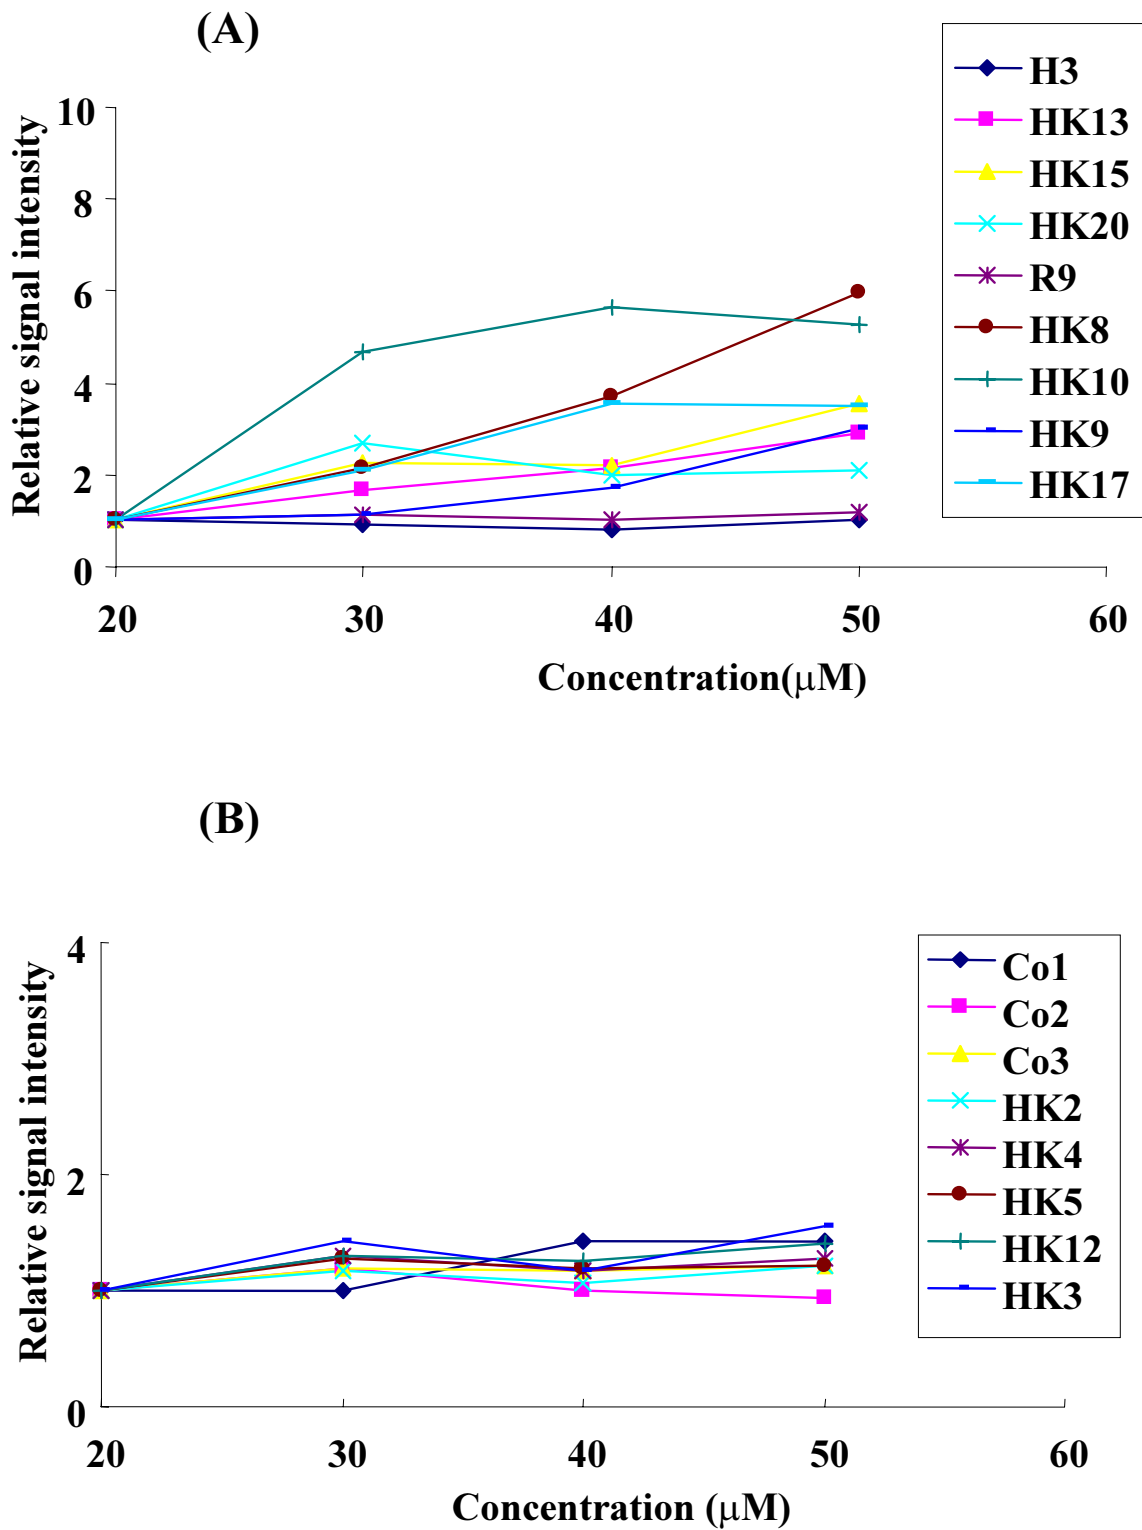 (A)
Relative signal intensity
10
8
6
4
2
0
20 30 40 50 60
Concentration(μM)
H3
HK13
HK15
HK20
R9
HK8
HK10
HK9
HK17
(B)
Relative signal intensity
4
2
0
20 30 40 50 60
Concentration (μM)
Co1
Co2
Co3
HK2
HK4
HK5
HK12
HK3